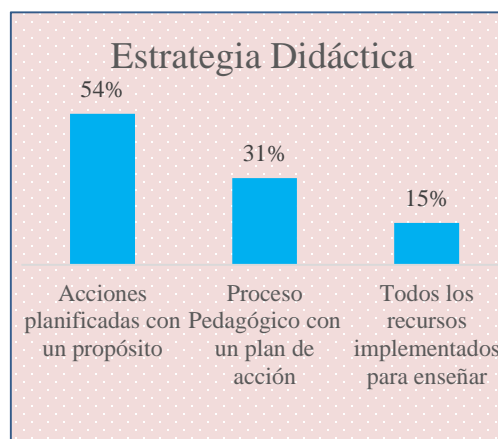 Estrategia Didáctica
54%
31%
15%
Acciones
planificadas con
un propósito
Proceso
Pedagógico con
un plan de
acción
Todos los
recursos
implementados
para enseñar